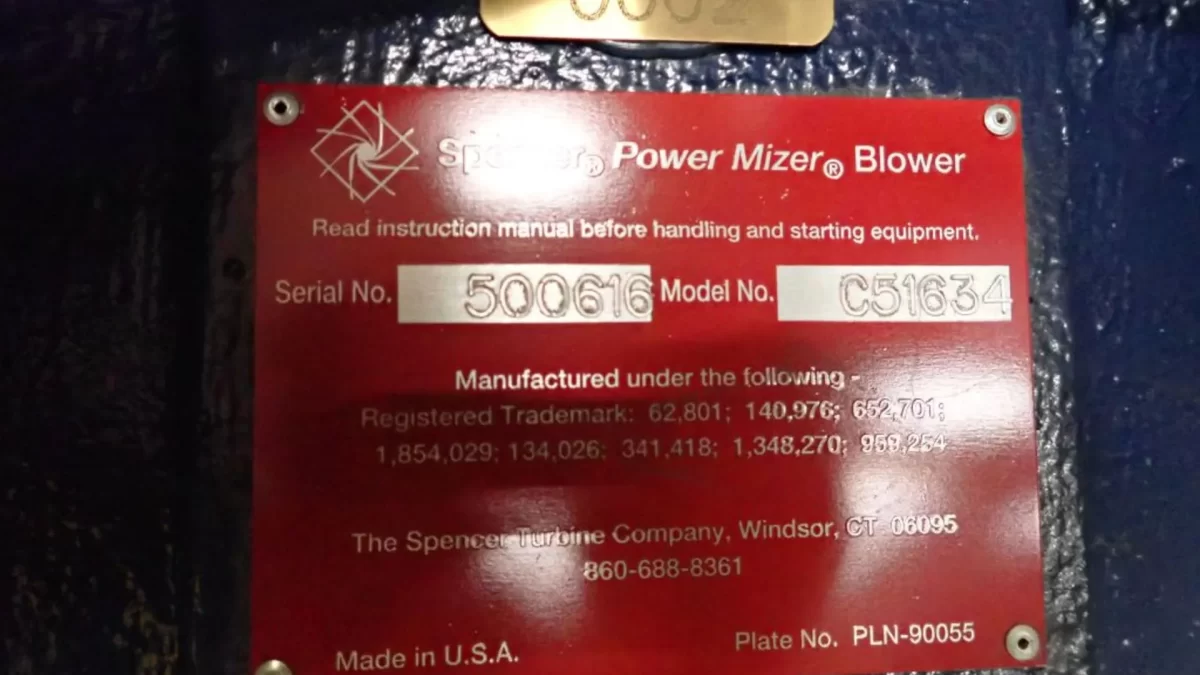 Spencer® Power Mizer® Blower
Read instruction manual before handling and starting equipment.
Serial No. 500616 Model No. C51634
Manufactured under the following -
Registered Trademark: 62,801; 140,976; 652,701;
1,854,029; 134,026; 341,418; 1,348,270; 959,254
The Spencer Turbine Company, Windsor, CT 06095
860-688-8361
Made in U.S.A. Plate No. PLN-90055